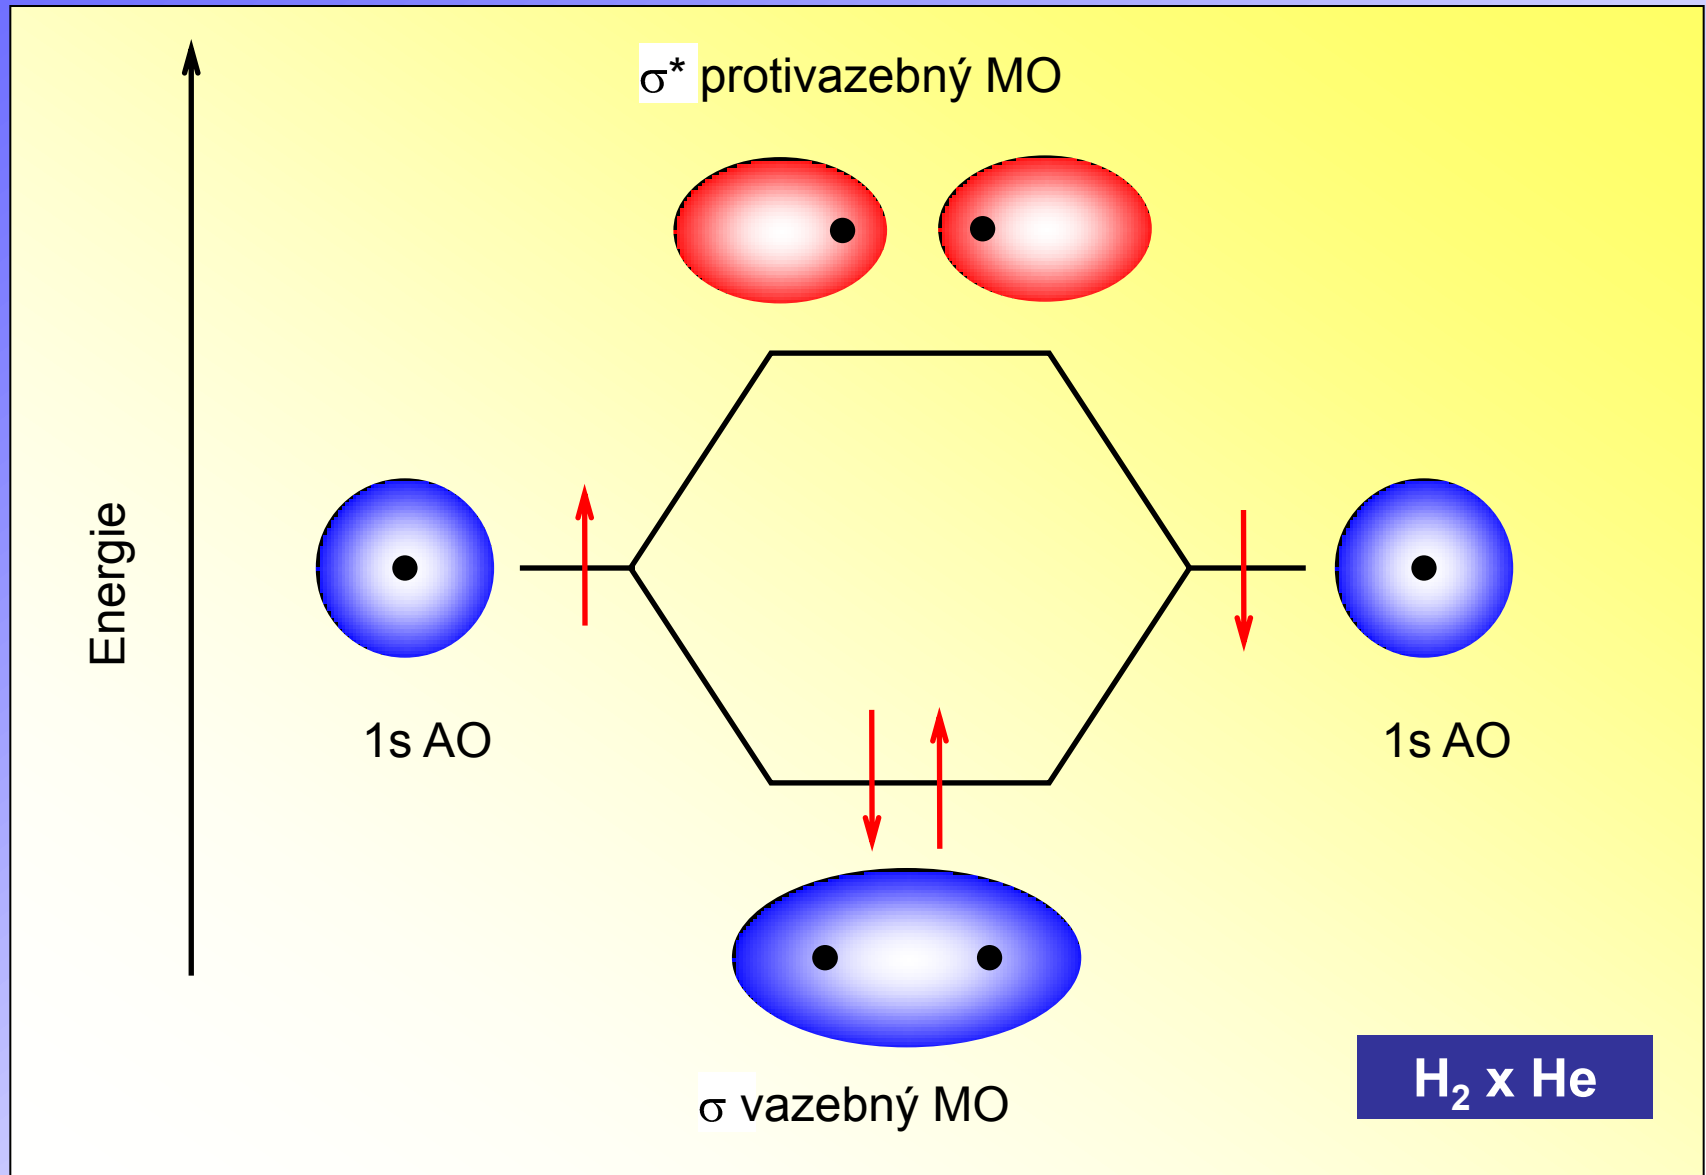 σ* protivazebný MO
Energie
1s AO
1s AO
σ vazebný MO
H₂ x He